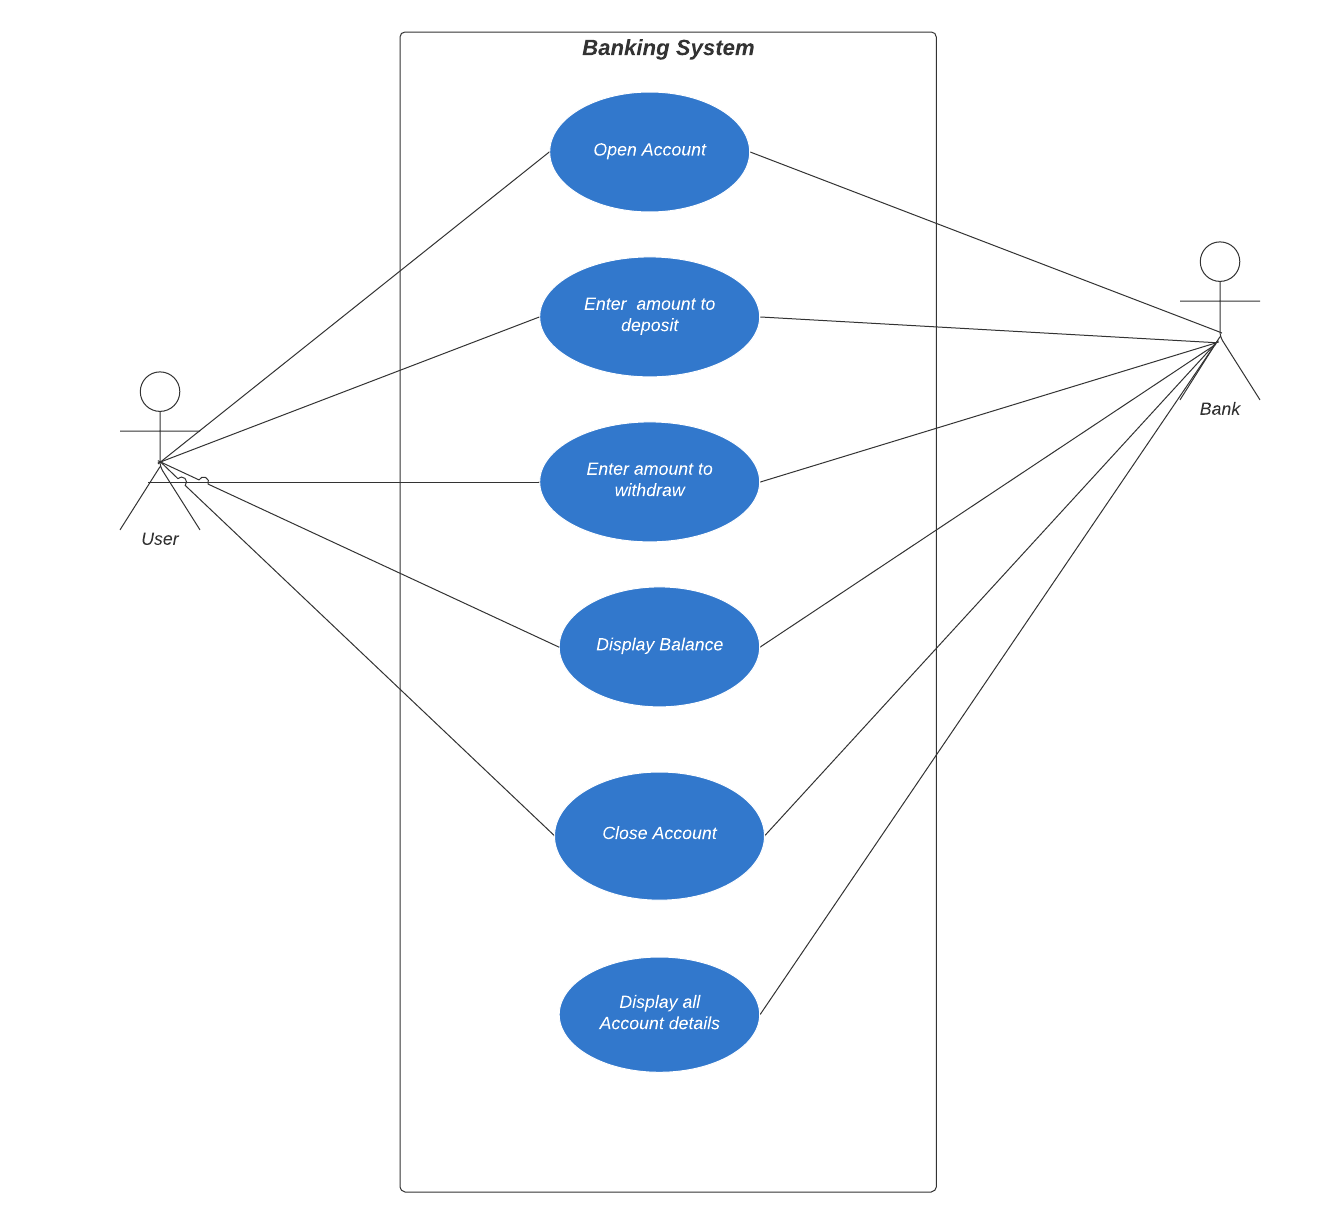 Banking System
Open Account
Enter  amount to
deposit
Bank
Enter amount to
withdraw
User
Display Balance
Close Account
Display all
Account details